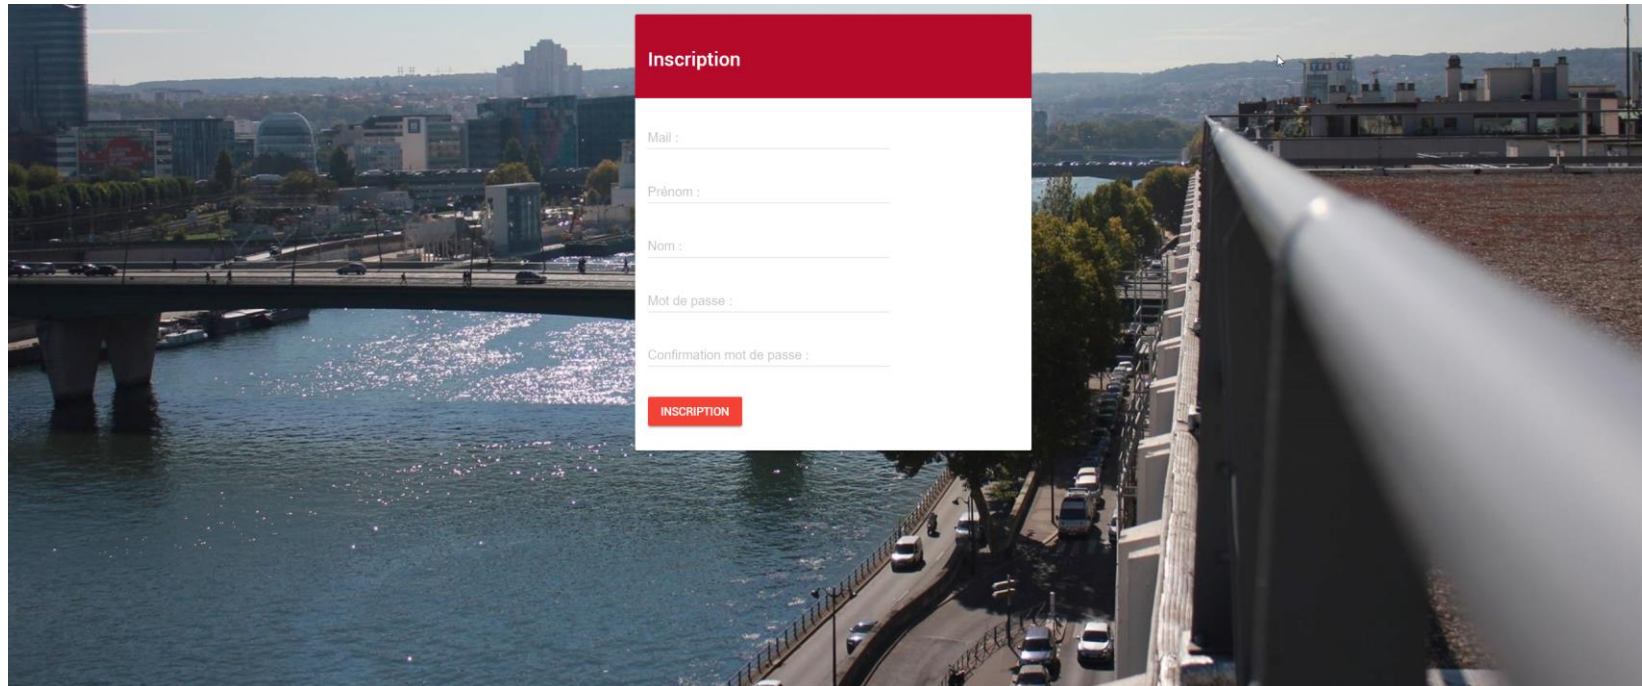 Inscription
Mail :
Prénom :
Nom :
Mot de passe :
Confirmation mot de passe :
INSCRIPTION